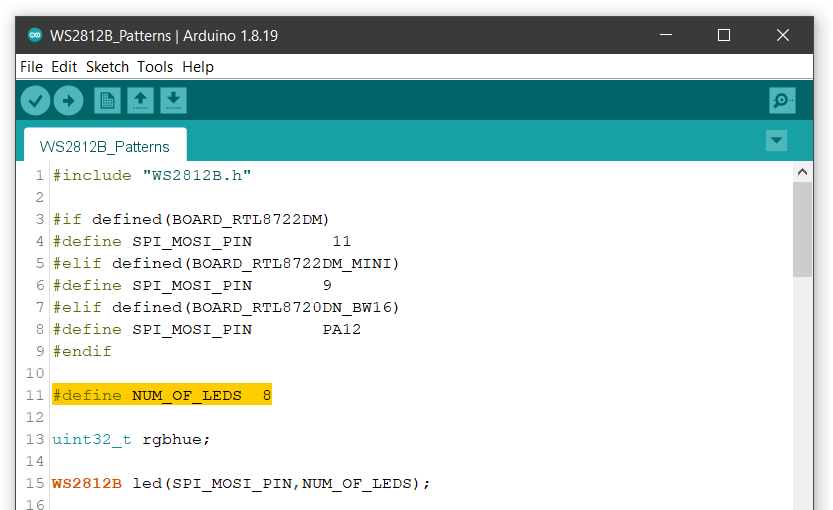 WS2812B_Patterns | Arduino 1.8.19
File Edit Sketch Tools Help
WS2812B_Patterns
1 #include "WS2812B.h"
2
3 #if defined(BOARD_RTL8722DM)
4 #define SPI_MOSI_PIN        11
5 #elif defined(BOARD_RTL8722DM_MINI)
6 #define SPI_MOSI_PIN       9
7 #elif defined(BOARD_RTL8720DN_BW16)
8 #define SPI_MOSI_PIN       PA12
9 #endif
10
11 #define NUM_OF_LEDS  8
12
13 uint32_t rgbhue;
14
15 WS2812B led(SPI_MOSI_PIN,NUM_OF_LEDS);
16